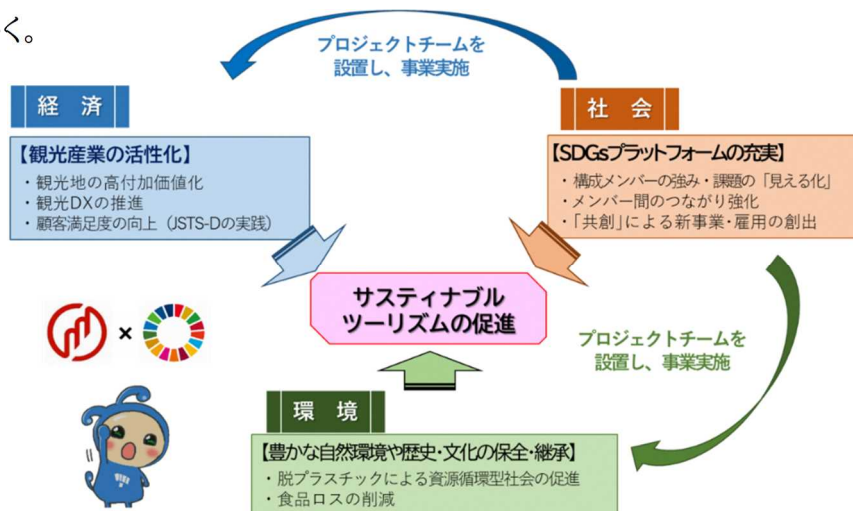 く。
プロジェクトチームを
設置し、事業実施
経 済
【観光産業の活性化】
・観光地の高付加価値化
・観光DXの推進
・顧客満足度の向上（JSTS-Dの実践）
社 会
【SDGsプラットフォームの充実】
・構成メンバーの強み・課題の「見える化」
・メンバー間のつながり強化
・「共創」による新事業・雇用の創出
サスティナブル
ツーリズムの促進
×
プロジェクトチームを
設置し、事業実施
環 境
【豊かな自然環境や歴史・文化の保全・継承】
・脱プラスチックによる資源循環型社会の促進
・食品ロスの削減